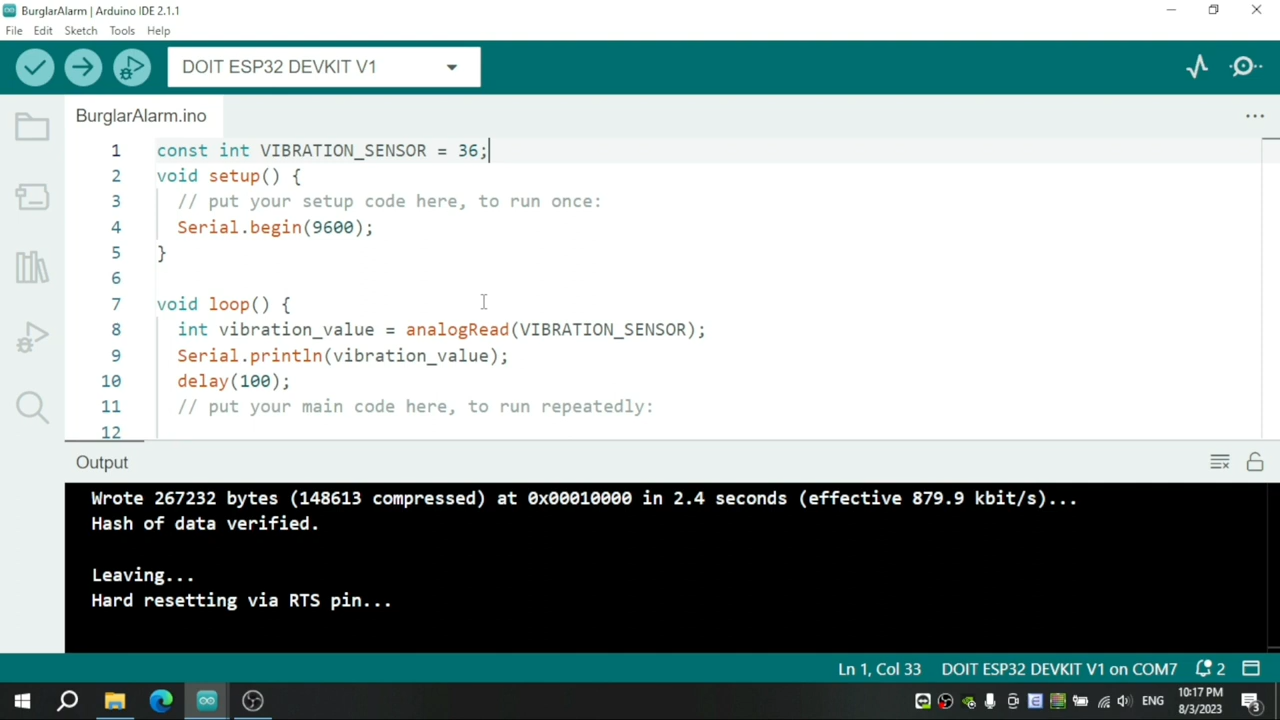 BurglarAlarm | Arduino IDE 2.1.1
File Edit Sketch Tools Help
DOIT ESP32 DEVKIT V1
BurglarAlarm.ino
1 const int VIBRATION_SENSOR = 36;
2 void setup() {
3 // put your setup code here, to run once:
4 Serial.begin(9600);
5 }
6
7 void loop() {
8 int vibration_value = analogRead(VIBRATION_SENSOR);
9 Serial.println(vibration_value);
10 delay(100);
11 // put your main code here, to run repeatedly:
12
Output
Wrote 267232 bytes (148613 compressed) at 0x00010000 in 2.4 seconds (effective 879.9 kbit/s)...
Hash of data verified.
Leaving...
Hard resetting via RTS pin...
Ln 1, Col 33 DOIT ESP32 DEVKIT V1 on COM7 2
ENG
10:17 PM
8/3/2023
3